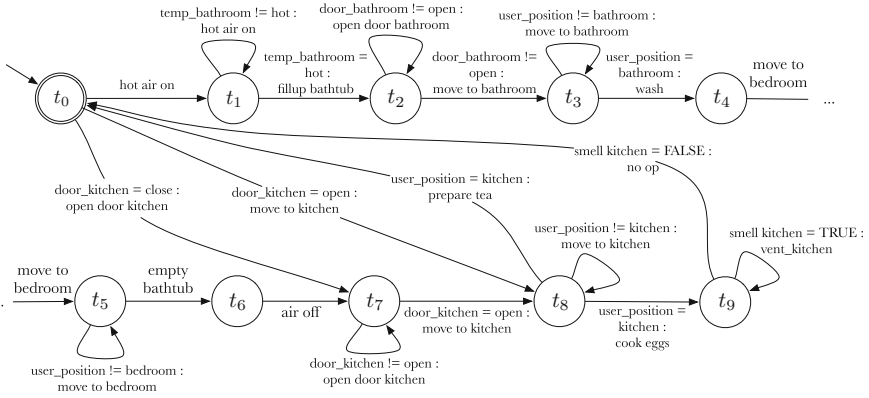 temp_bathroom != hot :
hot air on
door_bathroom != open :
open door bathroom
user_position != bathroom :
move to bathroom
hot air on
temp_bathroom =
hot :
fillup bathtub
door_bathroom !=
open :
move to bathroom
user_position =
bathroom :
wash
move to
bedroom
t0
t1
t2
t3
t4
...
smell kitchen = FALSE :
no op
door_kitchen = close :
open door kitchen
door_kitchen = open :
move to kitchen
user_position = kitchen :
prepare tea
user_position != kitchen :
move to kitchen
smell kitchen = TRUE :
vent_kitchen
.
move to
bedroom
empty
bathtub
t5
t6
t7
t8
t9
air off
door_kitchen = open :
move to kitchen
user_position =
kitchen :
cook eggs
user_position != bedroom :
move to bedroom
door_kitchen != open :
open door kitchen